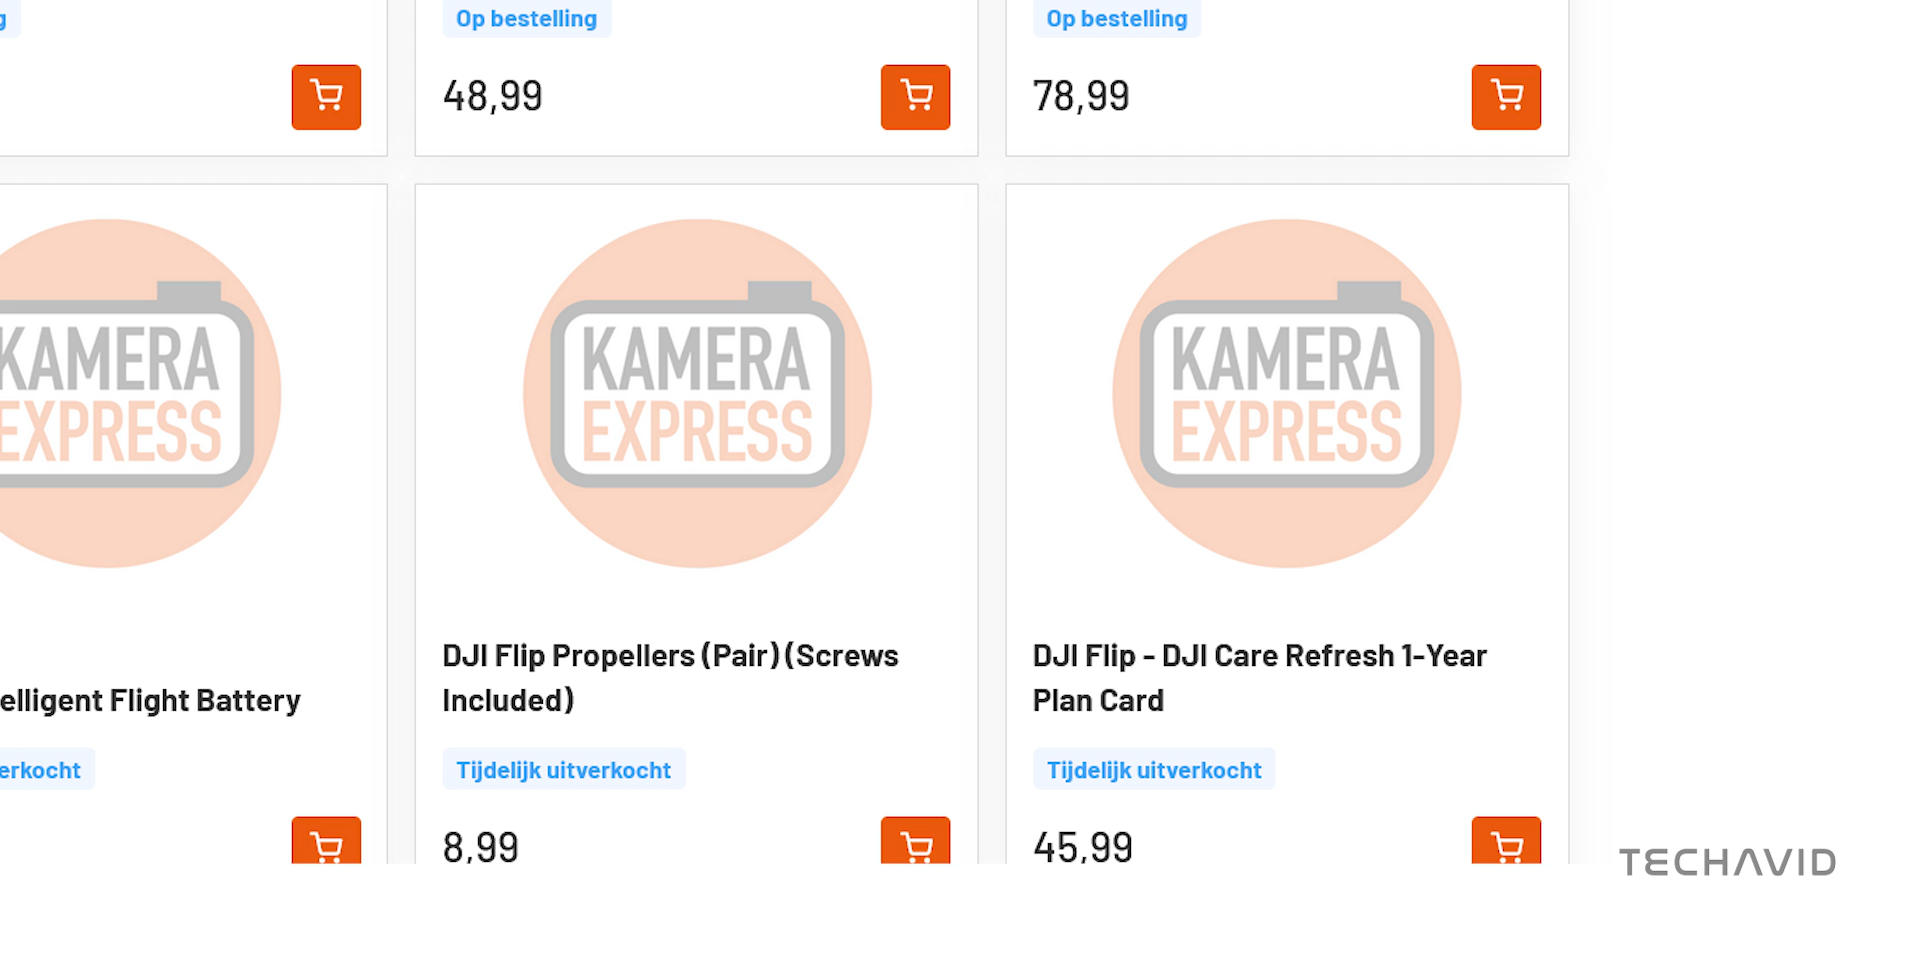 Op bestelling
Op bestelling
48,99
78,99
KAMERA
EXPRESS
KAMERA
EXPRESS
KAMERA
EXPRESS
Flight Battery
DJI Flip Propellers (Pair) (Screws
Included)
DJI Flip - DJI Care Refresh 1-Year
Plan Card
Tijdelijk uitverkocht
Tijdelijk uitverkocht
8,99
45,99
TECHAVID